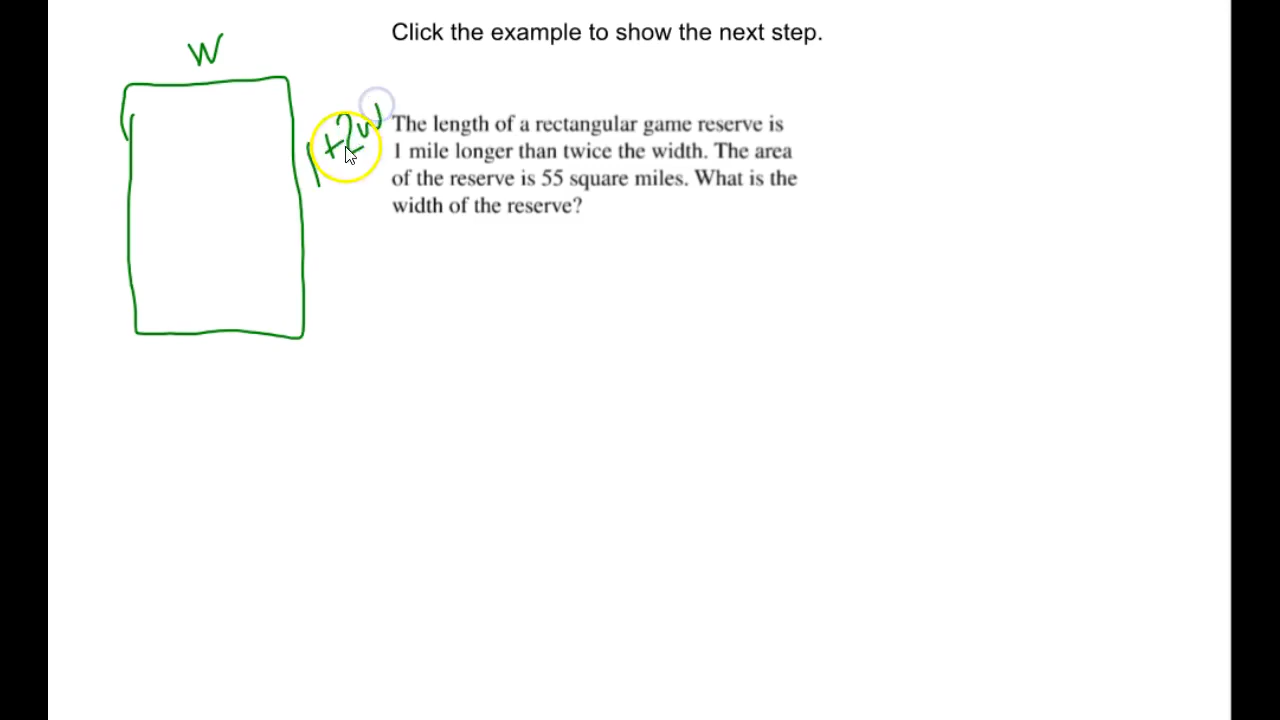 Click the example to show the next step.
W
1+2w
The length of a rectangular game reserve is
1 mile longer than twice the width. The area
of the reserve is 55 square miles. What is the
width of the reserve?